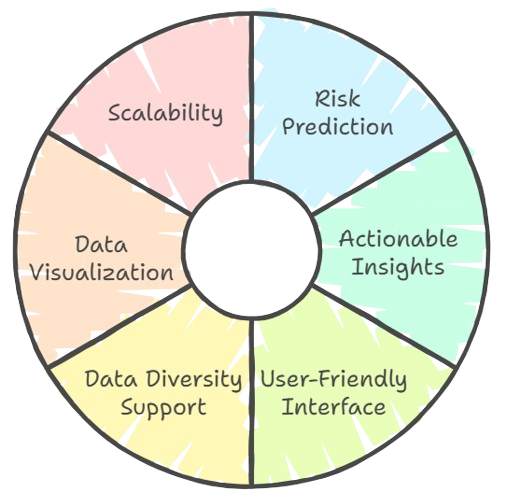 Scalability
Risk
Prediction
Data
Visualization
Actionable
Insights
Data Diversity
Support
User-Friendly
Interface